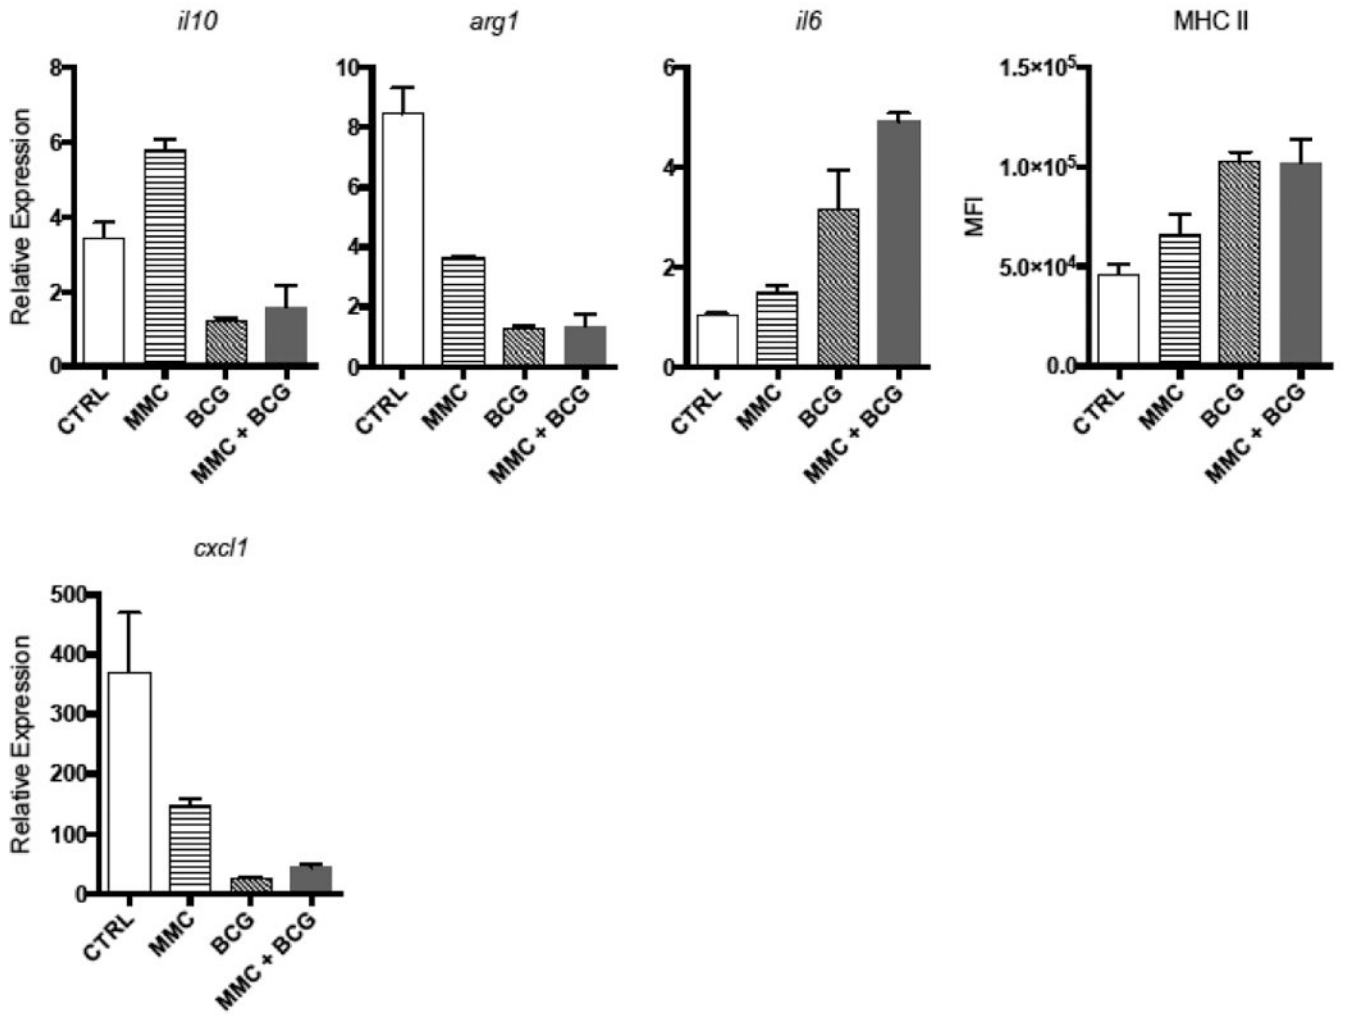 il10
arg1
il6
MHC II
Relative Expression
8
6
4
2
0
CTRL
MMC
BCG
MMC + BCG
10
8
6
4
2
0
CTRL
MMC
BCG
MMC + BCG
6
4
2
0
CTRL
MMC
BCG
MMC + BCG
MFI
1.5×10⁵
1.0×10⁵
5.0×10⁴
0.0
CTRL
MMC
BCG
MMC + BCG
cxcl1
Relative Expression
500
400
300
200
100
0
CTRL
MMC
BCG
MMC + BCG